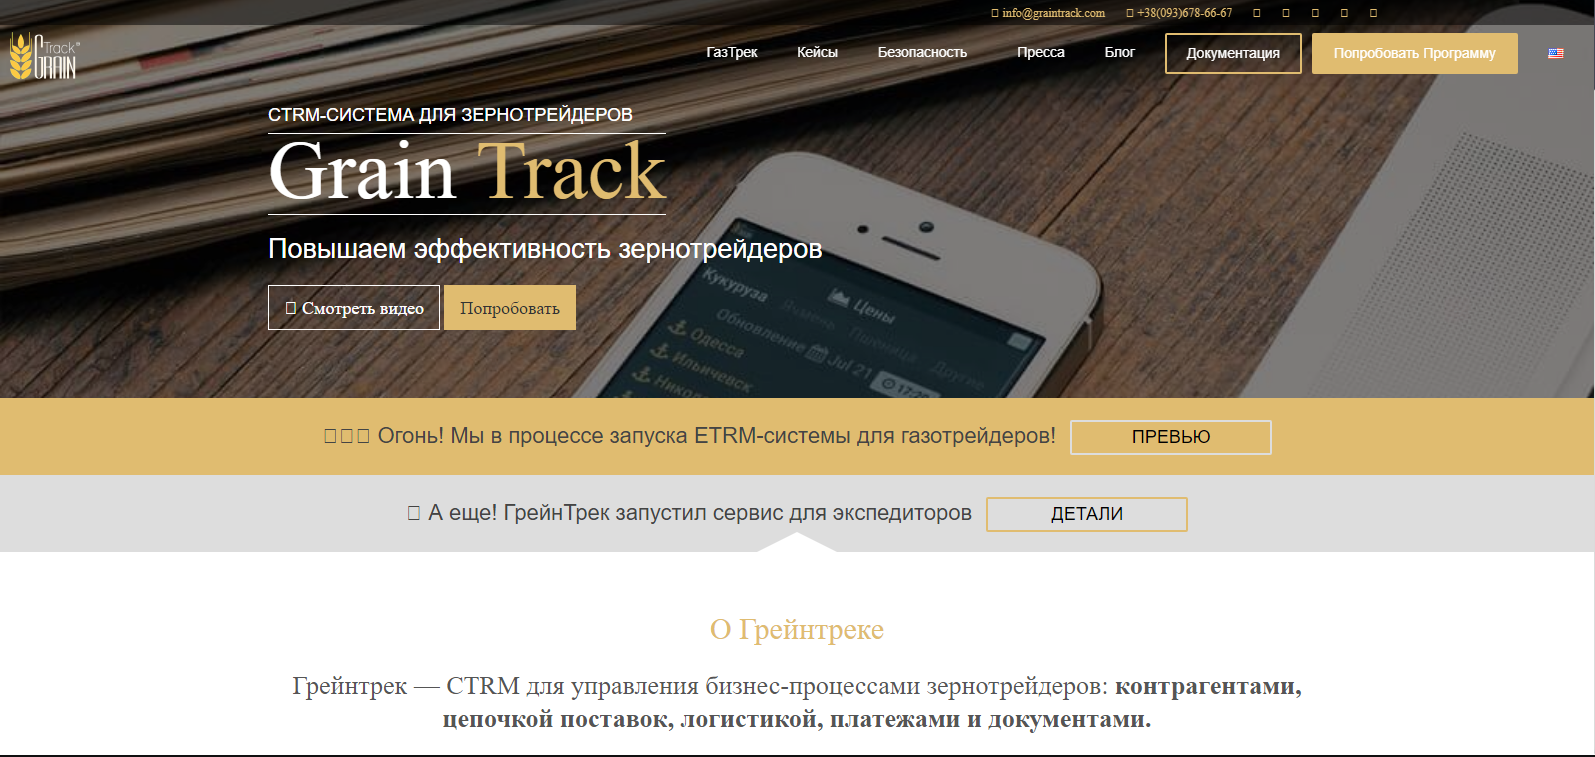 info@graintrack.com +38(093)678-66-67
Track
GRAIN
ГазТрек Кейсы Безопасность Пресса Блог Документация Попробовать Программу
CTRM-СИСТЕМА ДЛЯ ЗЕРНОТРЕЙДЕРОВ
Grain Track
Повышаем эффективность зернотрейдеров
Смотреть видео Попробовать
Кукуруза Ячмень Пшеница Другие
Цены
Обновление Jul 21 17:22
Одесса
Ильичевск
Огонь! Мы в процессе запуска ETRM-системы для газотрейдеров! ПРЕВЬЮ
А еще! ГрейнТрек запустил сервис для экспедиторов ДЕТАЛИ
О Грейнтреке
Грейнтрек — CTRM для управления бизнес-процессами зернотрейдеров: контрагентами,
цепочкой поставок, логистикой, платежами и документами.